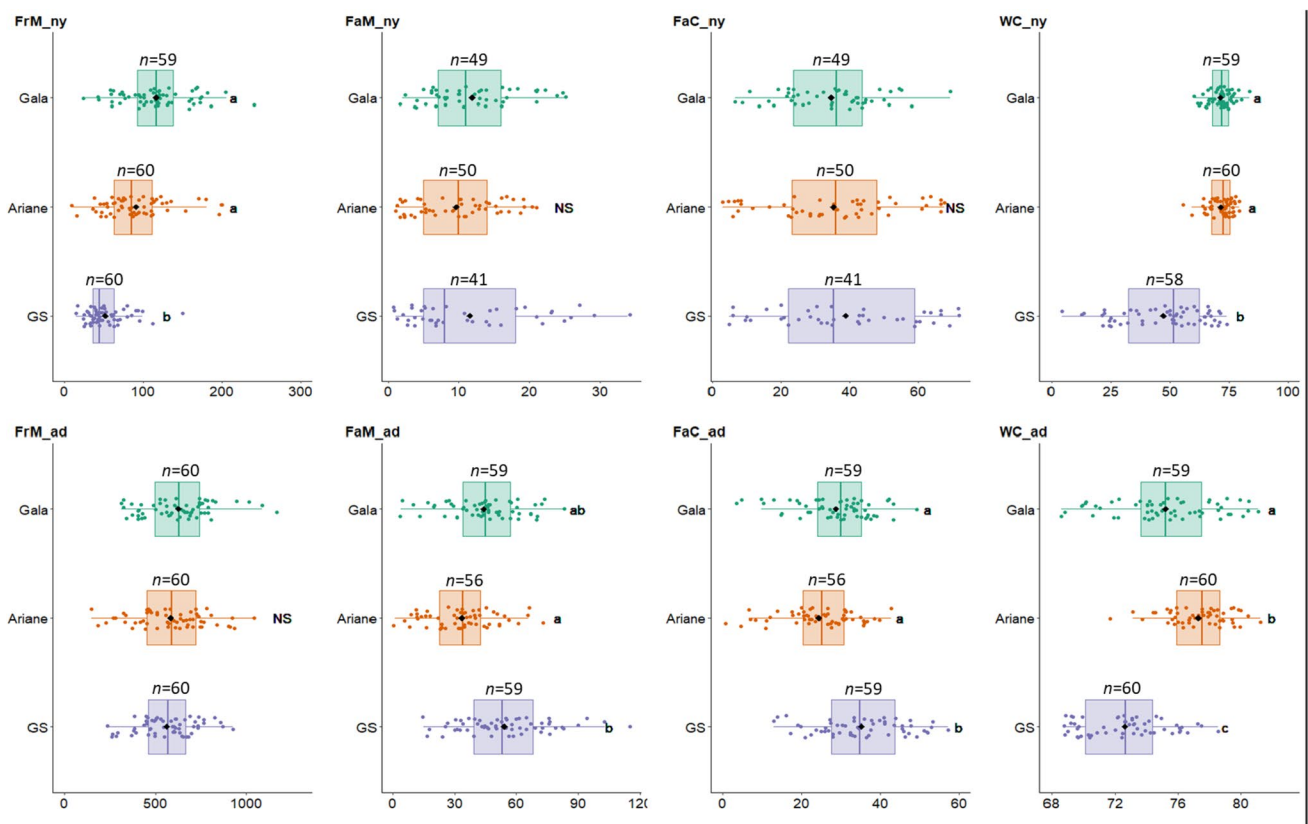 FrM_ny FaM_ny FaC_ny WC_ny
n=59 n=49 n=49 n=59
Gala a Gala Gala Gala a
n=60 n=50 n=50 n=60
Ariane a Ariane NS Ariane NS Ariane a
n=60 n=41 n=41 n=58
GS b GS GS GS b
0 100 200 300 0 10 20 30 0 20 40 60 0 25 50 75 100
FrM_ad FaM_ad FaC_ad WC_ad
n=60 n=59 n=59 n=59
Gala Gala ab Gala a Gala a
n=60 n=56 n=56 n=60
Ariane NS Ariane a Ariane a Ariane b
n=60 n=59 n=59 n=60
GS GS b GS b GS c
0 500 1000 0 30 60 90 0 20 40 60 68 72 76 80